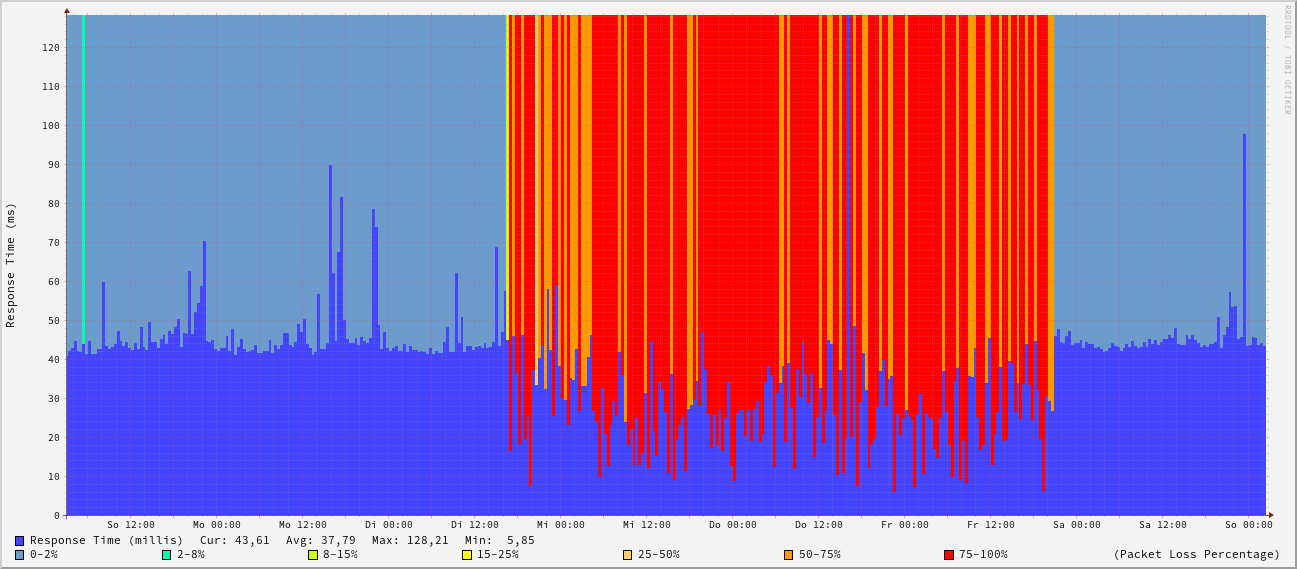 RRDTOOL / TOBI OETIKER
Response Time (ms)
120
110
100
90
80
70
60
50
40
30
20
10
0
So 12:00 Mo 00:00 Mo 12:00 Di 00:00 Di 12:00 Mi 00:00 Mi 12:00 Do 00:00 Do 12:00 Fr 00:00 Fr 12:00 Sa 00:00 Sa 12:00 So 00:00
Response Time (millis) Cur: 43,61 Avg: 37,79 Max: 128,21 Min: 5,85
0-2% 2-8% 8-15% 15-25% 25-50% 50-75% 75-100% (Packet Loss Percentage)